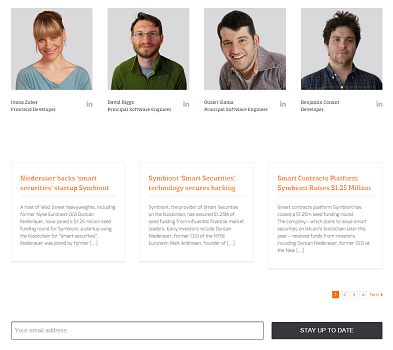 Ivana Zuber
Frontend Developer
in
David Riggs
Principal Software Engineer
in
Ouziel Slama
Principal Software Engineer
in
Benjamin Conant
Developer
in
Niederauer backs 'smart
securities' startup Symbiont
A host of Wall Street heavyweights, including
former Nyse Euronext CEO Duncan
Niederauer, have joined a $1.25 million
seed funding round for Symbiont, a startup using
the blockchain for "smart securities".
Niederauer was joined by former [...]
Symbiont 'Smart Securities'
technology secures backing
Symbiont, the provider of Smart Securities
on the blockchain, has secured $1.25M of
seed funding from influential financial market
leaders. Early investors include Duncan
Niederauer, former CEO of the NYSE
Euronext; Matt Andresen, founder of [...]
Smart Contracts Platform
Symbiont Raises $1.25 Million
Smart contracts platform Symbiont has
closed a $1.25m seed funding round.
The company – which plans to issue smart
securities on bitcoin's blockchain later this
year – received funds from investors
including Duncan Niederauer, former CEO at
the New [...]
1 2 3 4 Next
Your email address
STAY UP TO DATE